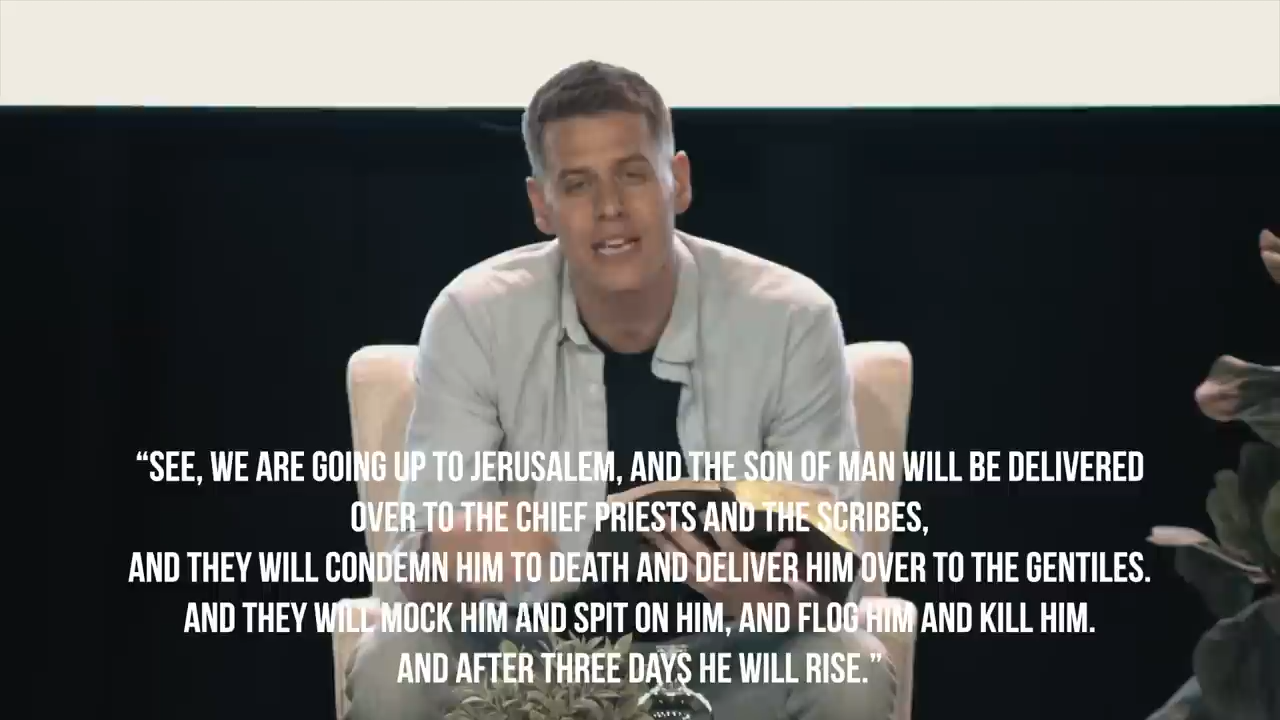 “SEE, WE ARE GOING UP TO JERUSALEM, AND THE SON OF MAN WILL BE DELIVERED
OVER TO THE CHIEF PRIESTS AND THE SCRIBES,
AND THEY WILL CONDEMN HIM TO DEATH AND DELIVER HIM OVER TO THE GENTILES.
AND THEY WILL MOCK HIM AND SPIT ON HIM, AND FLOG HIM AND KILL HIM.
AND AFTER THREE DAYS HE WILL RISE.”